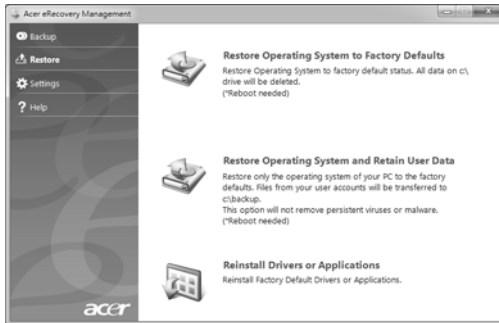 Acer eRecovery Management
Backup
Restore
Settings
? Help
Restore Operating System to Factory Defaults
Restore Operating System to factory default status. All data on c:\
drive will be deleted.
(*Reboot needed)
Restore Operating System and Retain User Data
Restore only the operating system of your PC to the factory
defaults. Files from your user accounts will be transferred to
c:\backup.
This option will not remove persistent viruses or malware.
(*Reboot needed)
Reinstall Drivers or Applications
Reinstall Factory Default Drivers or Applications.
acer